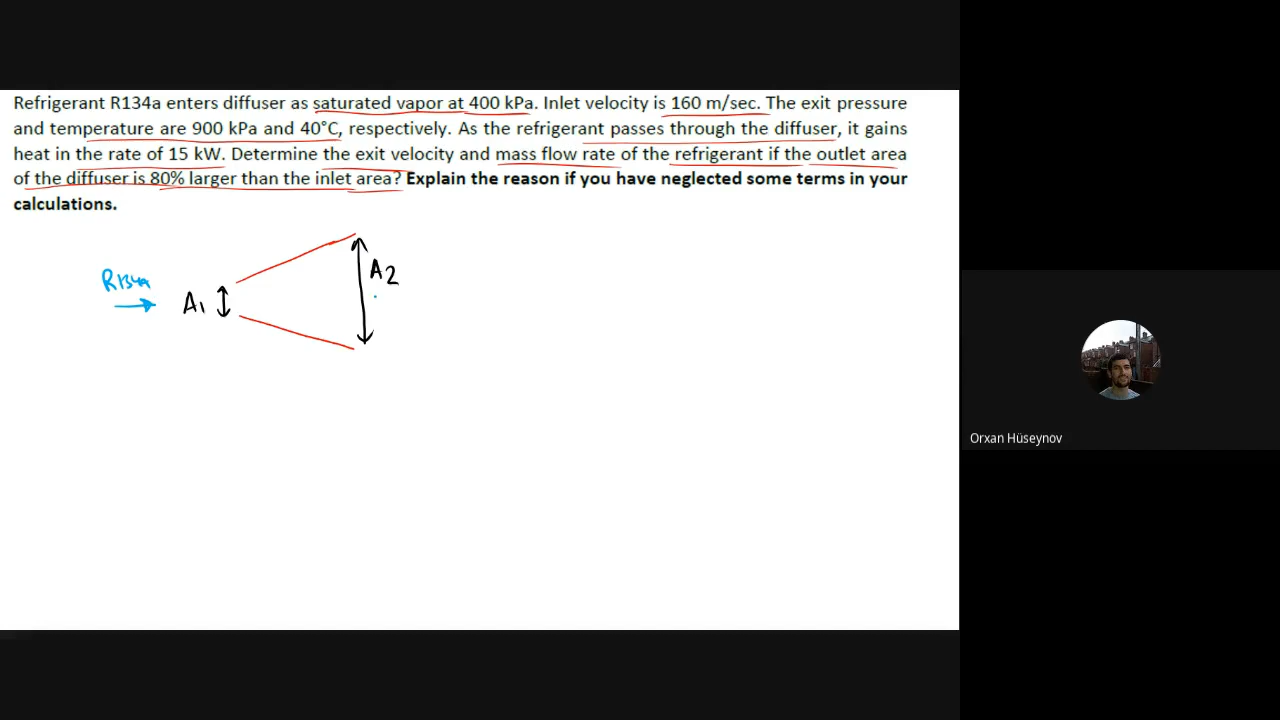 Refrigerant R134a enters diffuser as saturated vapor at 400 kPa. Inlet velocity is 160 m/sec. The exit pressure
and temperature are 900 kPa and 40°C, respectively. As the refrigerant passes through the diffuser, it gains
heat in the rate of 15 kW. Determine the exit velocity and mass flow rate of the refrigerant if the outlet area
of the diffuser is 80% larger than the inlet area? Explain the reason if you have neglected some terms in your
calculations.
R134a
A1
A2
Orxan Hüseynov